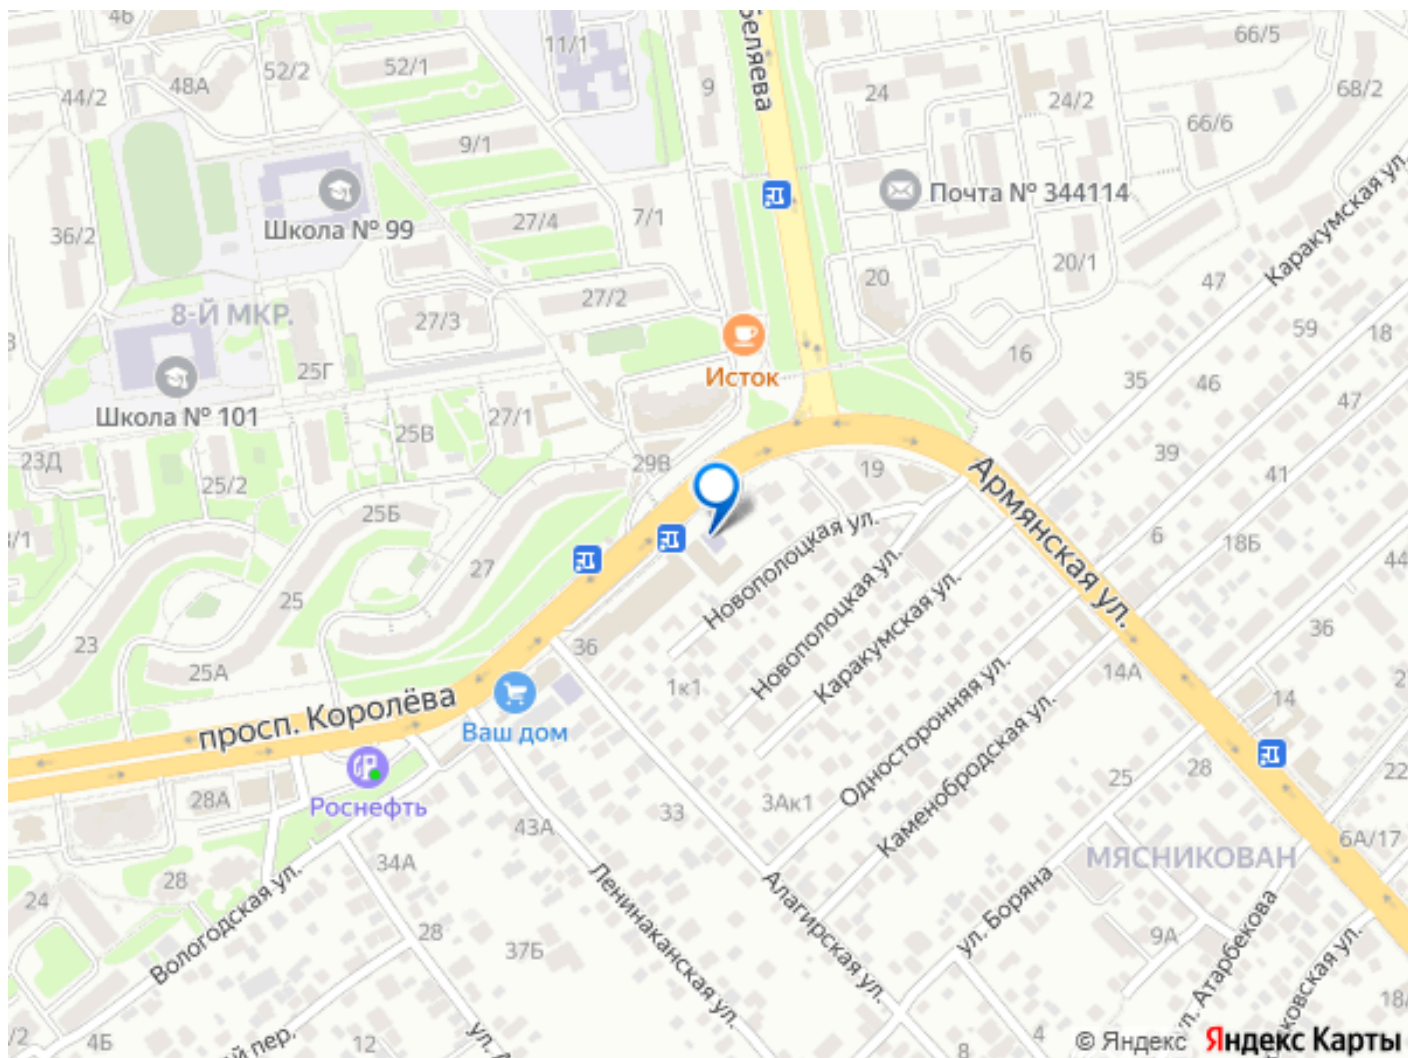 46
52/2
52/1
11/1
Беляева
66/5
48А
44/2
9
24
24/2
68/2
66/6
9/1
Почта № 344114
Каракумская ул.
Школа № 99
27/4
7/1
36/2
20
20/1
47
27/2
8-Й МКР.
27/3
59
18
Исток
16
25Г
35
46
47
Школа № 101
27/1
25В
39
23Д
29В
19
41
25/2
25Б
Армянская ул.
Новополоцкая ул.
6
18Б
27
Новополоцкая ул.
44
25
Каракумская ул.
36
23
36
25А
1к1
Односторонняя ул.
14А
14
просп. Королёва
Ваш дом
Каменобродская ул.
25
28
22
28А
Роснефть
3Ак1
33
43А
6А/17
34А
МЯСНИКОВАН
28
24
Вологодская ул.
Ленинаканская ул.
Алагирская ул.
ул. Боряна
28
37Б
9А
ул. Атарбекова
18/
4Б
12
8
4
© Яндекс Яндекс Карты